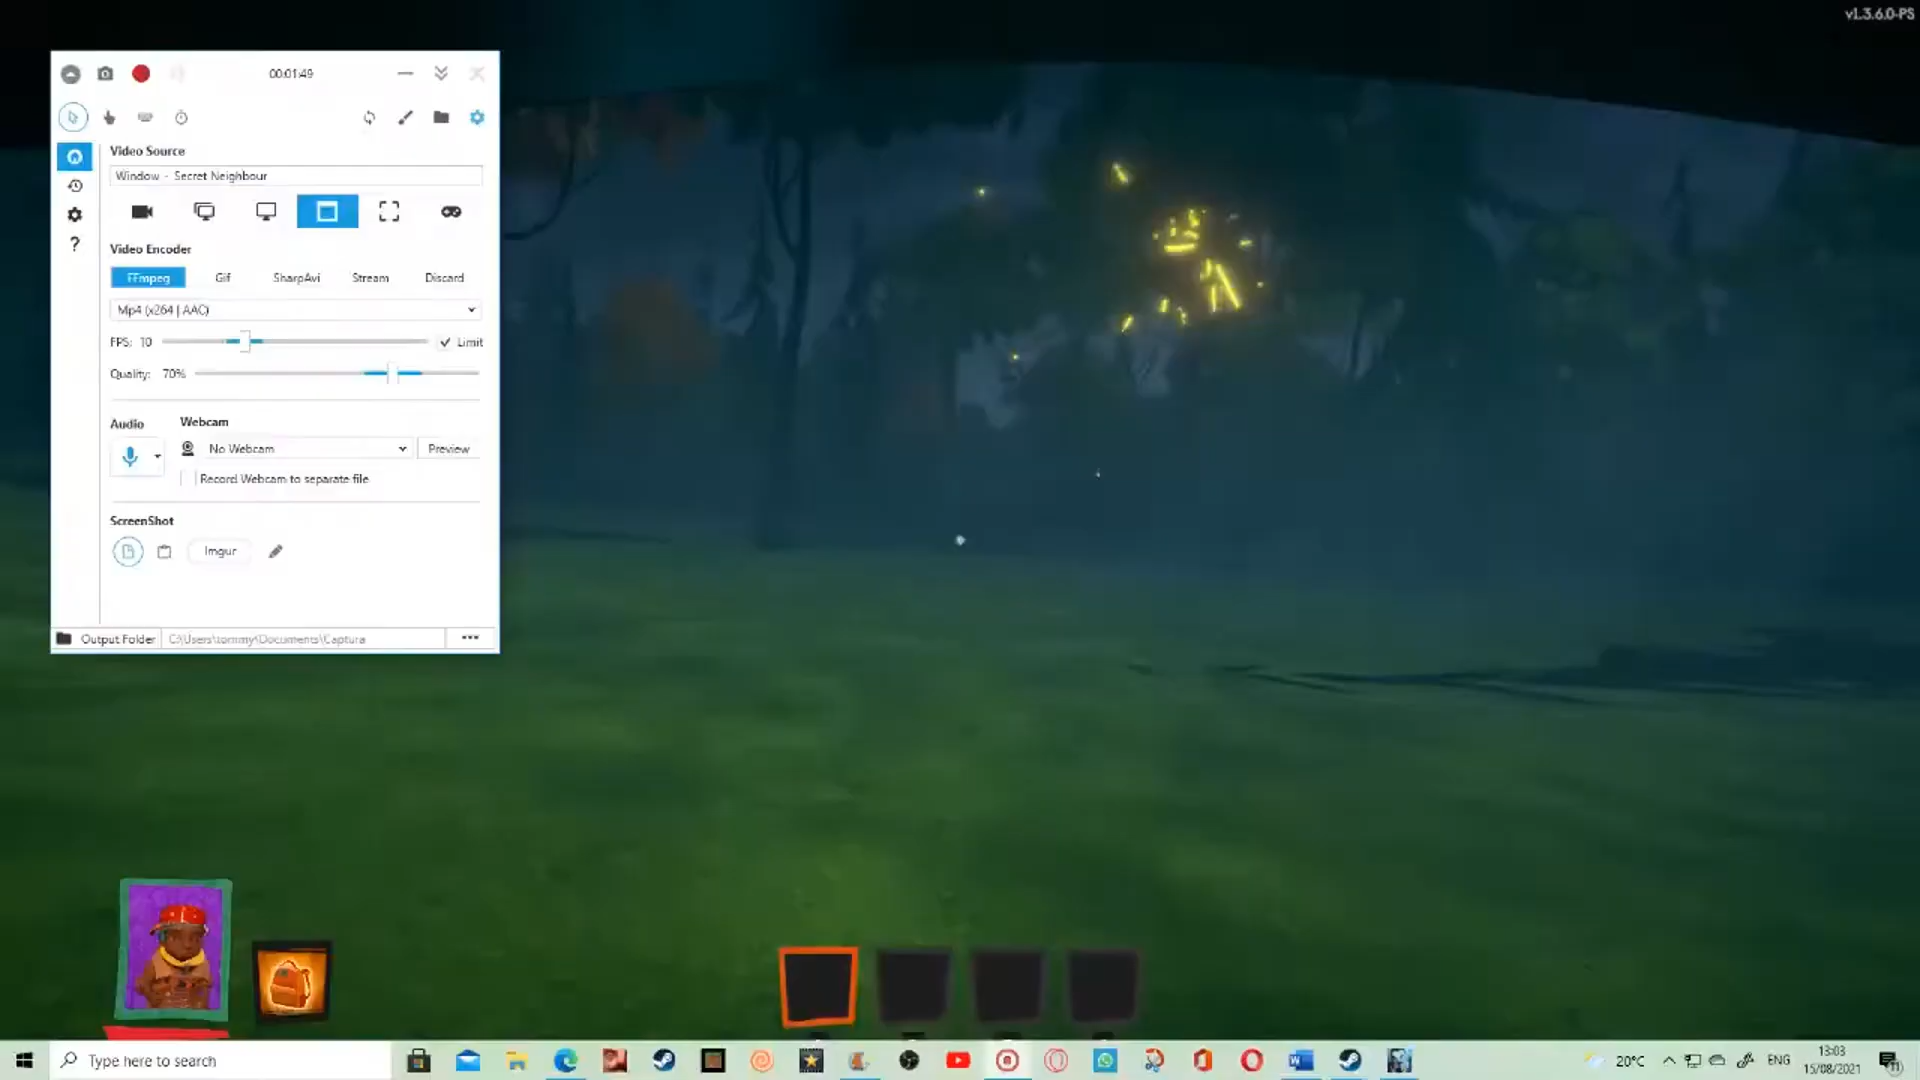 v1.3.6.0-PS
00:01:49
Video Source
Window - Secret Neighbour
Video Encoder
FFmpeg Gif SharpAvi Stream Discard
Mp4 (x264 | AAC)
FPS: 10 Limit
Quality: 70%
Audio Webcam
No Webcam Preview
Record Webcam to separate file
ScreenShot
Imgur
Output Folder C:\Users\tommy\Documents\Captura
Type here to search
20°C ENG 13:03
15/08/2021